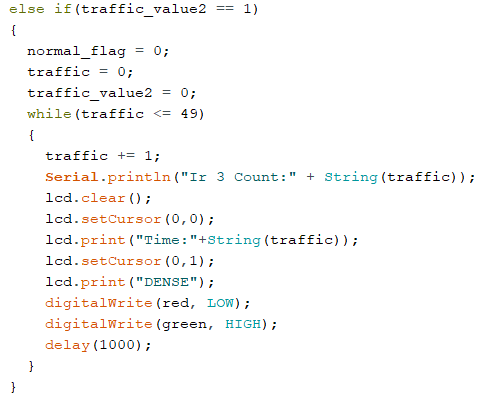 else if(traffic_value2 == 1)
{
  normal_flag = 0;
  traffic = 0;
  traffic_value2 = 0;
  while(traffic <= 49)
  {
    traffic += 1;
    Serial.println("Ir 3 Count:" + String(traffic));
    lcd.clear();
    lcd.setCursor(0,0);
    lcd.print("Time:"+String(traffic));
    lcd.setCursor(0,1);
    lcd.print("DENSE");
    digitalWrite(red, LOW);
    digitalWrite(green, HIGH);
    delay(1000);
  }
}